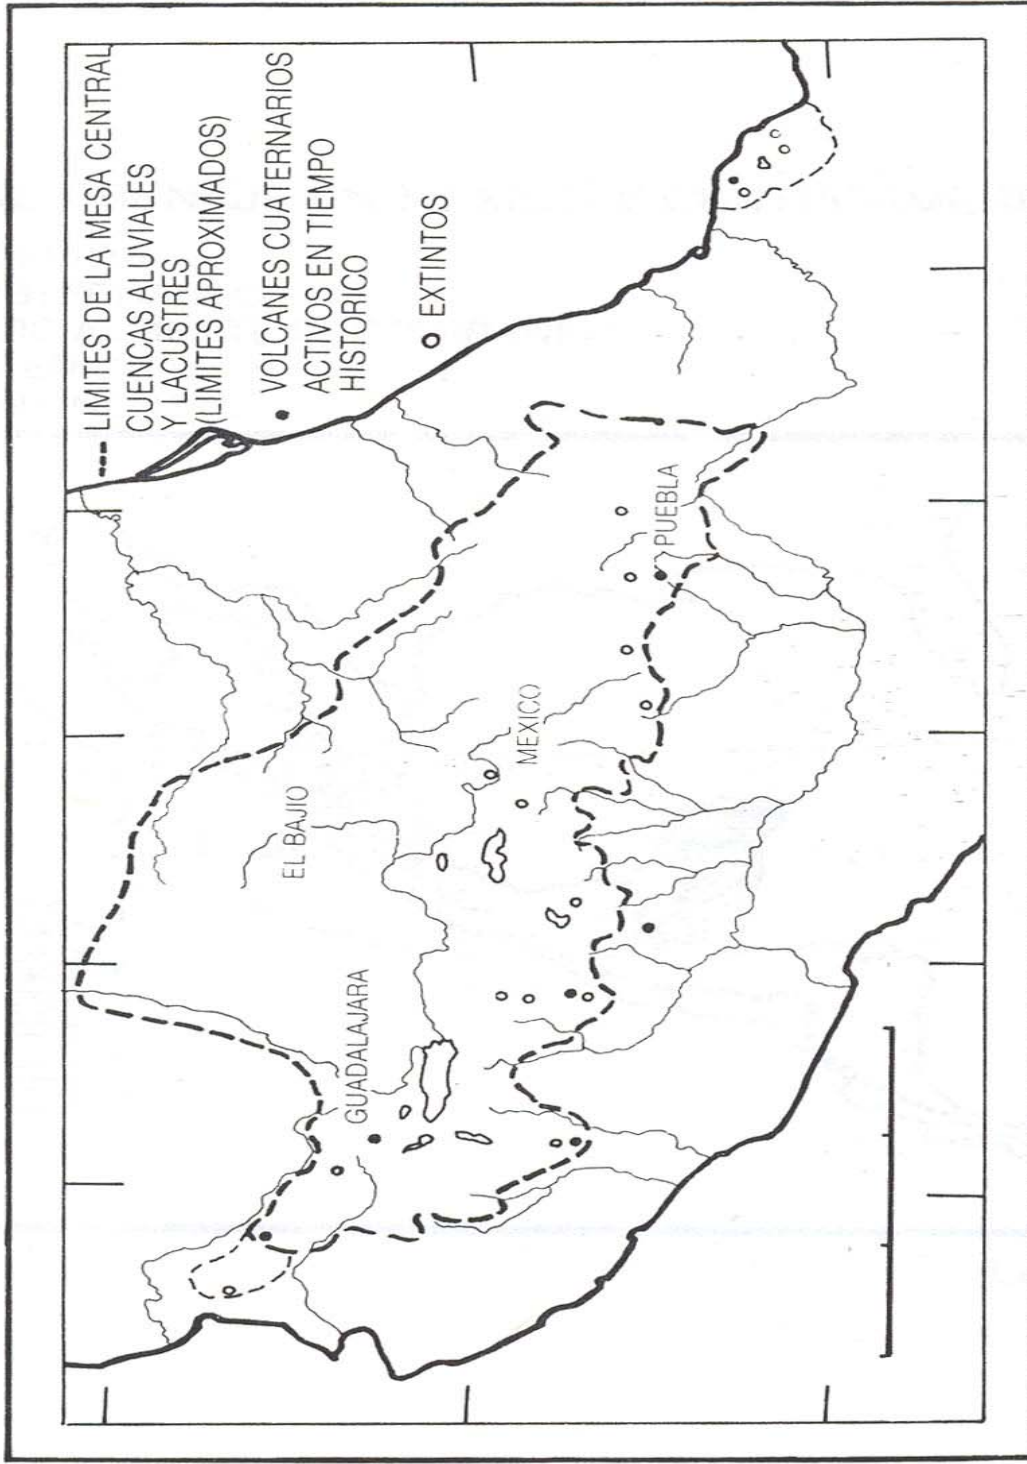 LIMITES DE LA MESA CENTRAL
CUENCAS ALUVIALES
Y LACUSTRES
(LIMITES APROXIMADOS)
VOLCANES CUATERNARIOS
ACTIVOS EN TIEMPO
HISTORICO
EXTINTOS
GUADALAJARA
EL BAJIO
MEXICO
PUEBLA